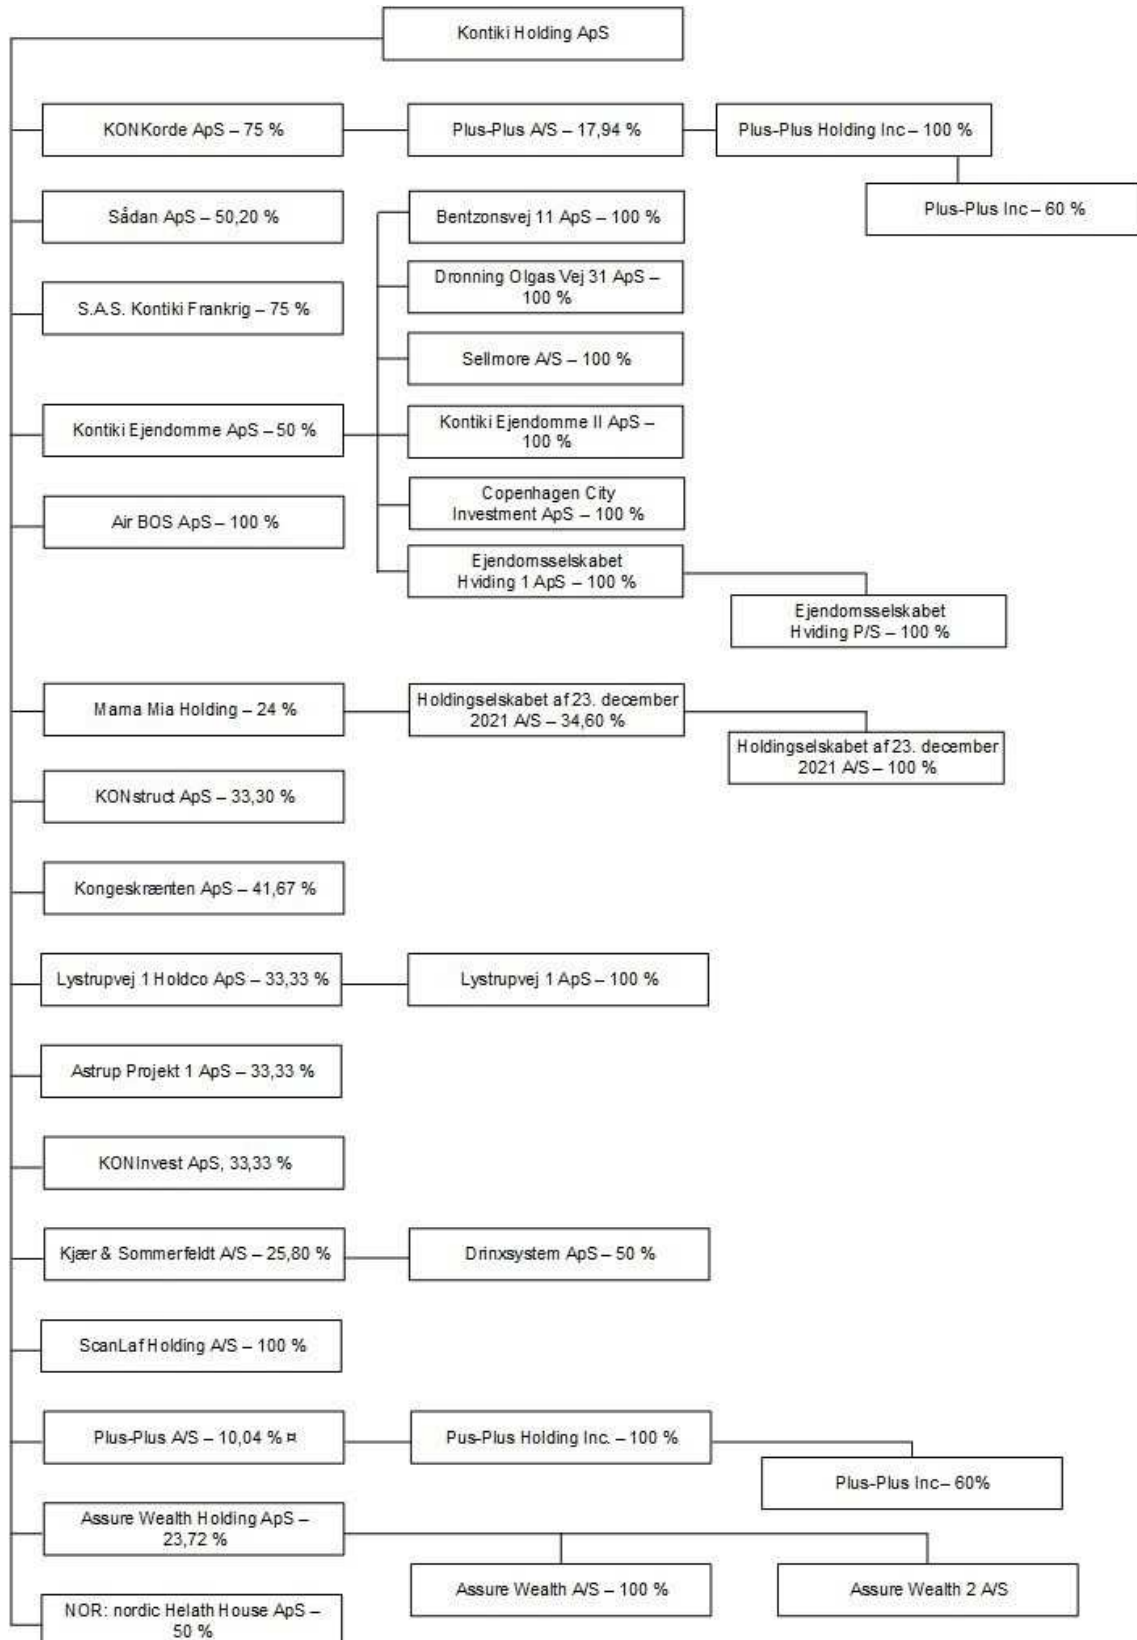 Kontiki Holding ApS
KONKorde ApS – 75 %
Plus-Plus A/S – 17,94 %
Plus-Plus Holding Inc – 100 %
Plus-Plus Inc – 60 %
Sådan ApS – 50,20 %
Bentzonsvej 11 ApS – 100 %
Dronning Olgas Vej 31 ApS –
100 %
S.A.S. Kontiki Frankrig – 75 %
Sellmore A/S – 100 %
Kontiki Ejendomme ApS – 50 %
Kontiki Ejendomme II ApS –
100 %
Copenhagen City
Investment ApS – 100 %
Air BOS ApS – 100 %
Ejendomsselskabet
Hviding 1 ApS – 100 %
Ejendomsselskabet
Hviding P/S – 100 %
Mama Mia Holding – 24 %
Holdingselskabet af 23. december
2021 A/S – 34,60 %
Holdingselskabet af 23. december
2021 A/S – 100 %
KONstruct ApS – 33,30 %
Kongeskrænten ApS – 41,67 %
Lystrupvej 1 Holdco ApS – 33,33 %
Lystrupvej 1 ApS – 100 %
Astrup Projekt 1 ApS – 33,33 %
KONInvest ApS, 33,33 %
Kjær & Sommerfeldt A/S – 25,80 %
Drinxsystem ApS – 50 %
ScanLaf Holding A/S – 100 %
Plus-Plus A/S – 10,04 % ¤
Pus-Plus Holding Inc. – 100 %
Plus-Plus Inc – 60%
Assure Wealth Holding ApS –
23,72 %
Assure Wealth A/S – 100 %
Assure Wealth 2 A/S
NOR: nordic Helath House ApS –
50 %